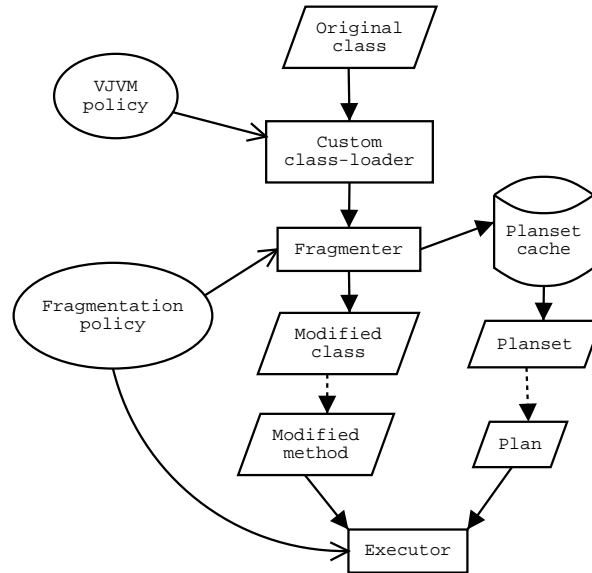 Original
class
VJVM
policy
Custom
class-loader
Planset
cache
Fragmenter
Fragmentation
policy
Modified
class
Planset
Modified
method
Plan
Executor